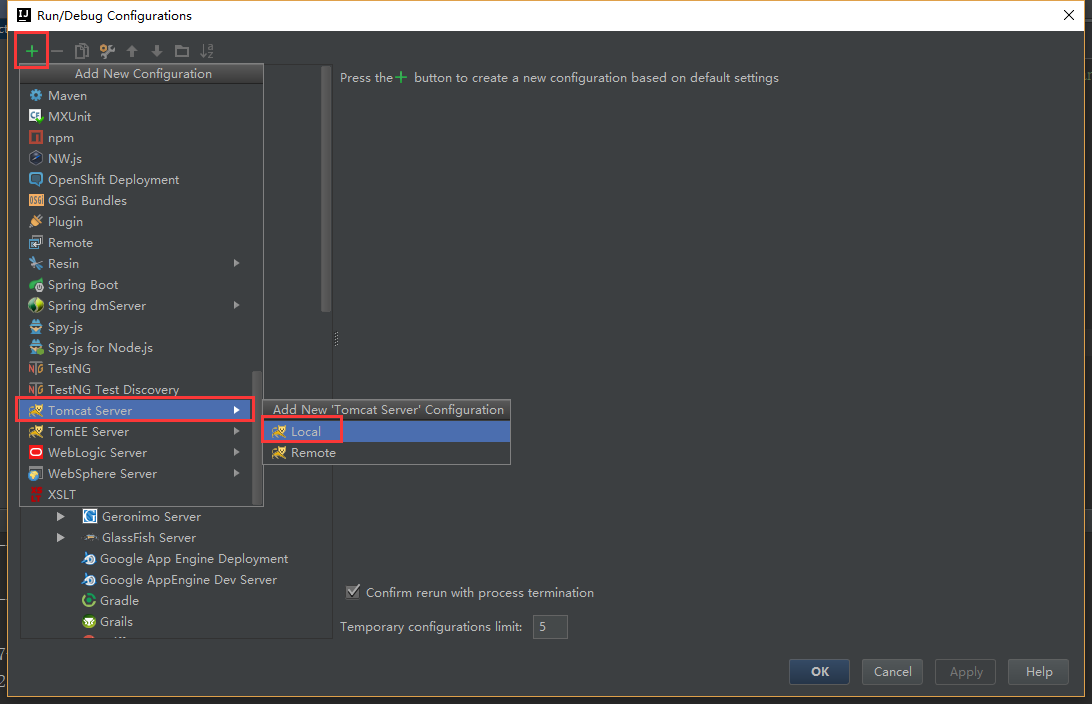 Run/Debug Configurations
Add New Configuration
Press the + button to create a new configuration based on default settings
Maven
MXUnit
npm
NW.js
OpenShift Deployment
OSGi Bundles
Plugin
Remote
Resin
Spring Boot
Spring dmServer
Spy-js
Spy-js for Node.js
TestNG
TestNG Test Discovery
Tomcat Server
TomEE Server
WebLogic Server
WebSphere Server
XSLT
Add New 'Tomcat Server' Configuration
Local
Remote
Geronimo Server
GlassFish Server
Google App Engine Deployment
Google AppEngine Dev Server
Gradle
Grails
Confirm rerun with process termination
Temporary configurations limit: 5
OK
Cancel
Apply
Help